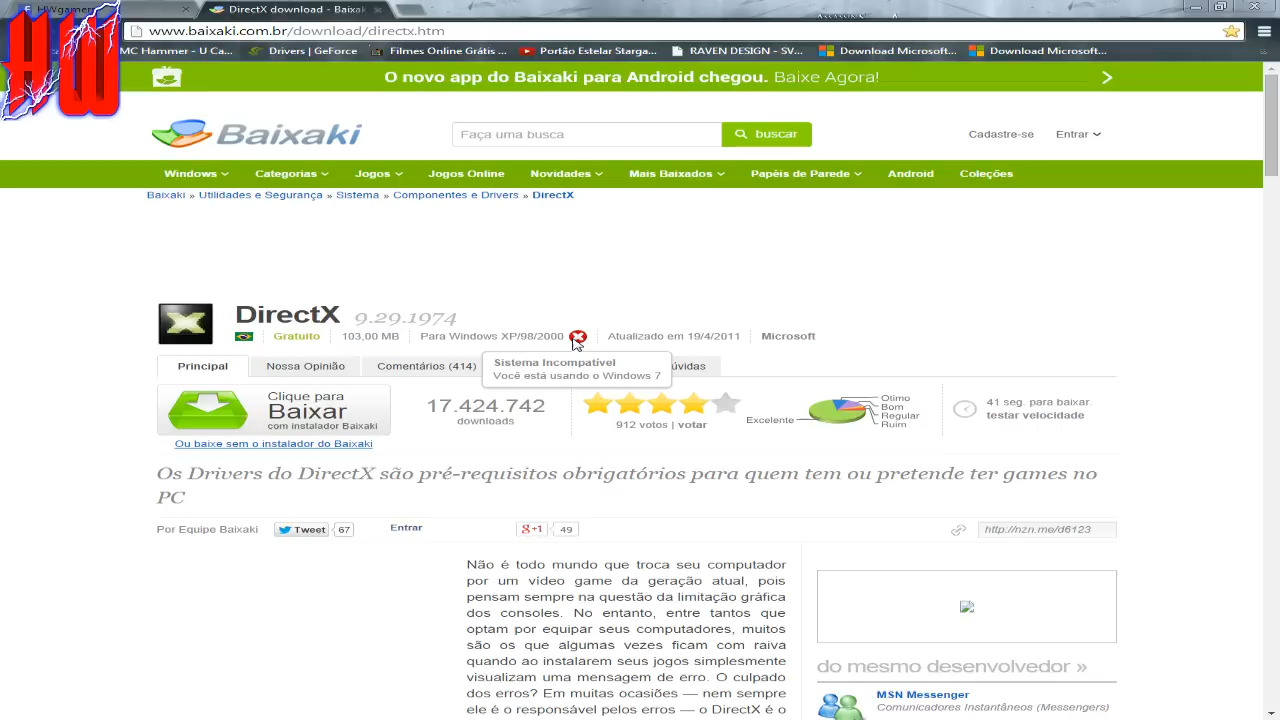 HWgamer
DirectX download - Baixak
www.baixaki.com.br/download/directx.htm
HW
MC Hammer - U Ca...
Drivers | GeForce
Filmes Online Grátis ...
Portão Estelar Starga...
RAVEN DESIGN - SV...
Download Microsoft...
Download Microsoft...
O novo app do Baixaki para Android chegou. Baixe Agora!
Baixaki
Faça uma busca
buscar
Cadastre-se
Entrar
Windows
Categorias
Jogos
Jogos Online
Novidades
Mais Baixados
Papéis de Parede
Android
Coleções
Baixaki » Utilidades e Segurança » Sistema » Componentes e Drivers » DirectX
DirectX 9.29.1974
Gratuito
103,00 MB
Para Windows XP/98/2000
Atualizado em 19/4/2011
Microsoft
Sistema Incompatível
Você está usando o Windows 7
Principal
Nossa Opinião
Comentários (414)
úvidas
Clique para
Baixar
com instalador Baixaki
Ou baixe sem o instalador do Baixaki
17.424.742
downloads
912 votos | votar
Excelente
Otimo
Bom
Regular
Ruim
41 seg. para baixar.
testar velocidade
Os Drivers do DirectX são pré-requisitos obrigatórios para quem tem ou pretende ter games no
PC
Por Equipe Baixaki
Tweet
67
Entrar
g+1
49
http://nzn.me/d6123
Não é todo mundo que troca seu computador
por um vídeo game da geração atual, pois
pensam sempre na questão da limitação gráfica
dos consoles. No entanto, entre tantos que
optam por equipar seus computadores, muitos
são os que algumas vezes ficam com raiva
quando ao instalarem seus jogos simplesmente
visualizam uma mensagem de erro. O culpado
dos erros? Em muitas ocasiões — nem sempre
ele é o responsável pelos erros — o DirectX é o
do mesmo desenvolvedor »
MSN Messenger
Comunicadores Instantâneos (Messengers)